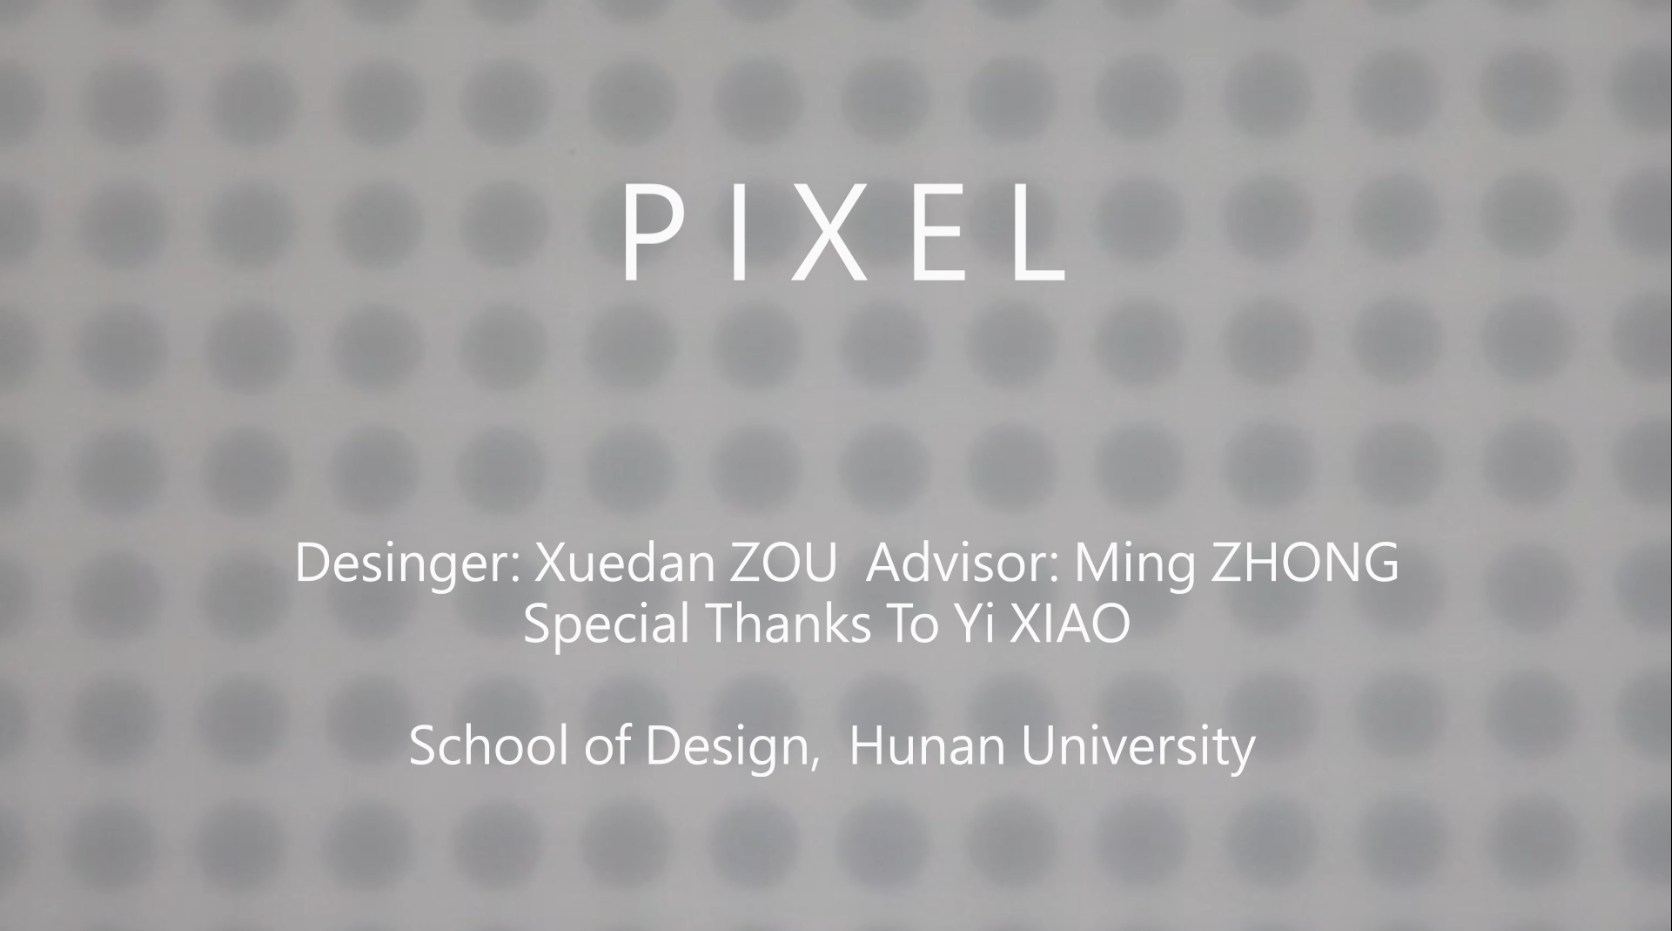 PIXEL
Desinger: Xuedan ZOU  Advisor: Ming ZHONG
Special Thanks To Yi XIAO
School of Design,  Hunan University